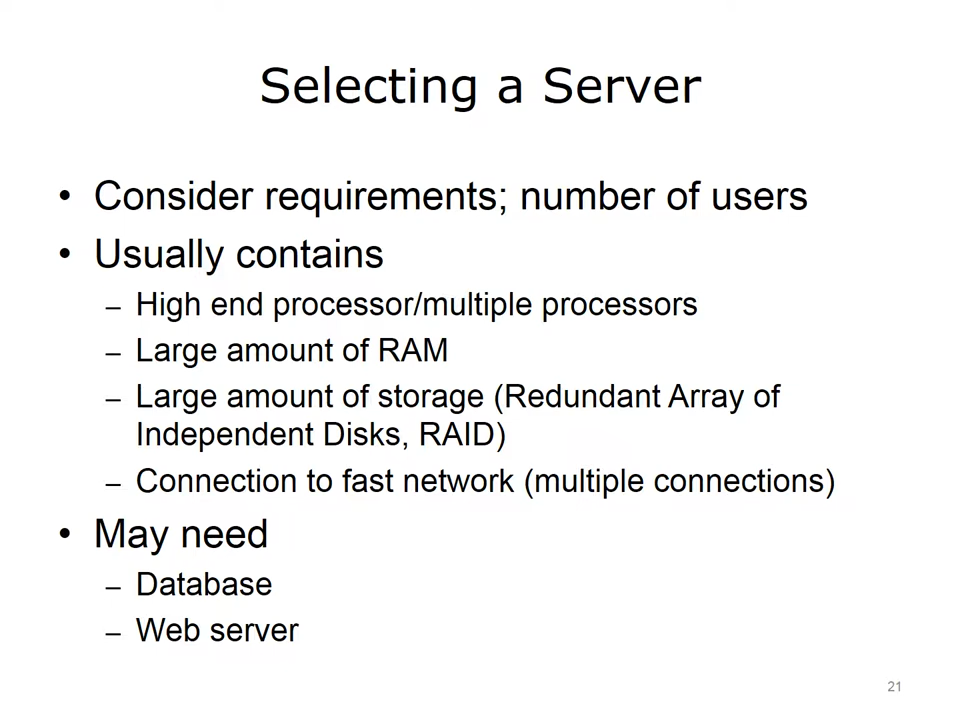 Selecting a Server
• Consider requirements; number of users
• Usually contains
– High end processor/multiple processors
– Large amount of RAM
– Large amount of storage (Redundant Array of
Independent Disks, RAID)
– Connection to fast network (multiple connections)
• May need
– Database
– Web server
21